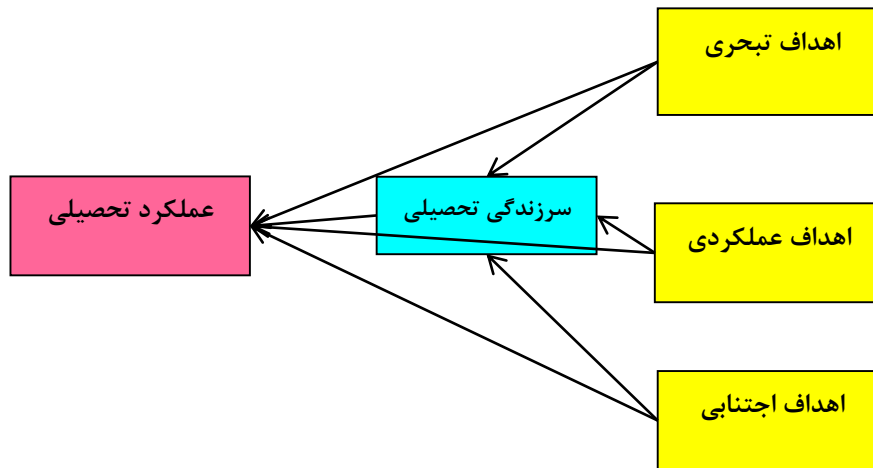 اهداف تبحری
عملکرد تحصیلی
سرزندگی تحصیلی
اهداف عملکردی
اهداف اجتنابی